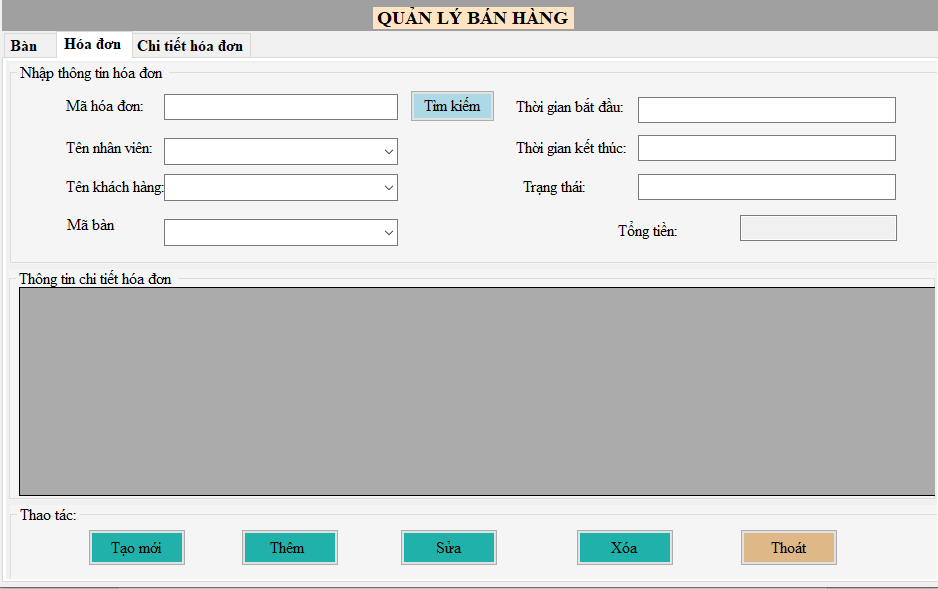 QUẢN LÝ BÁN HÀNG
Bàn Hóa đơn Chi tiết hóa đơn
Nhập thông tin hóa đơn
Mã hóa đơn: Tìm kiếm Thời gian bắt đầu:
Tên nhân viên: Thời gian kết thúc:
Tên khách hàng: Trạng thái:
Mã bàn Tổng tiền:
Thông tin chi tiết hóa đơn
Thao tác:
Tạo mới Thêm Sửa Xóa Thoát